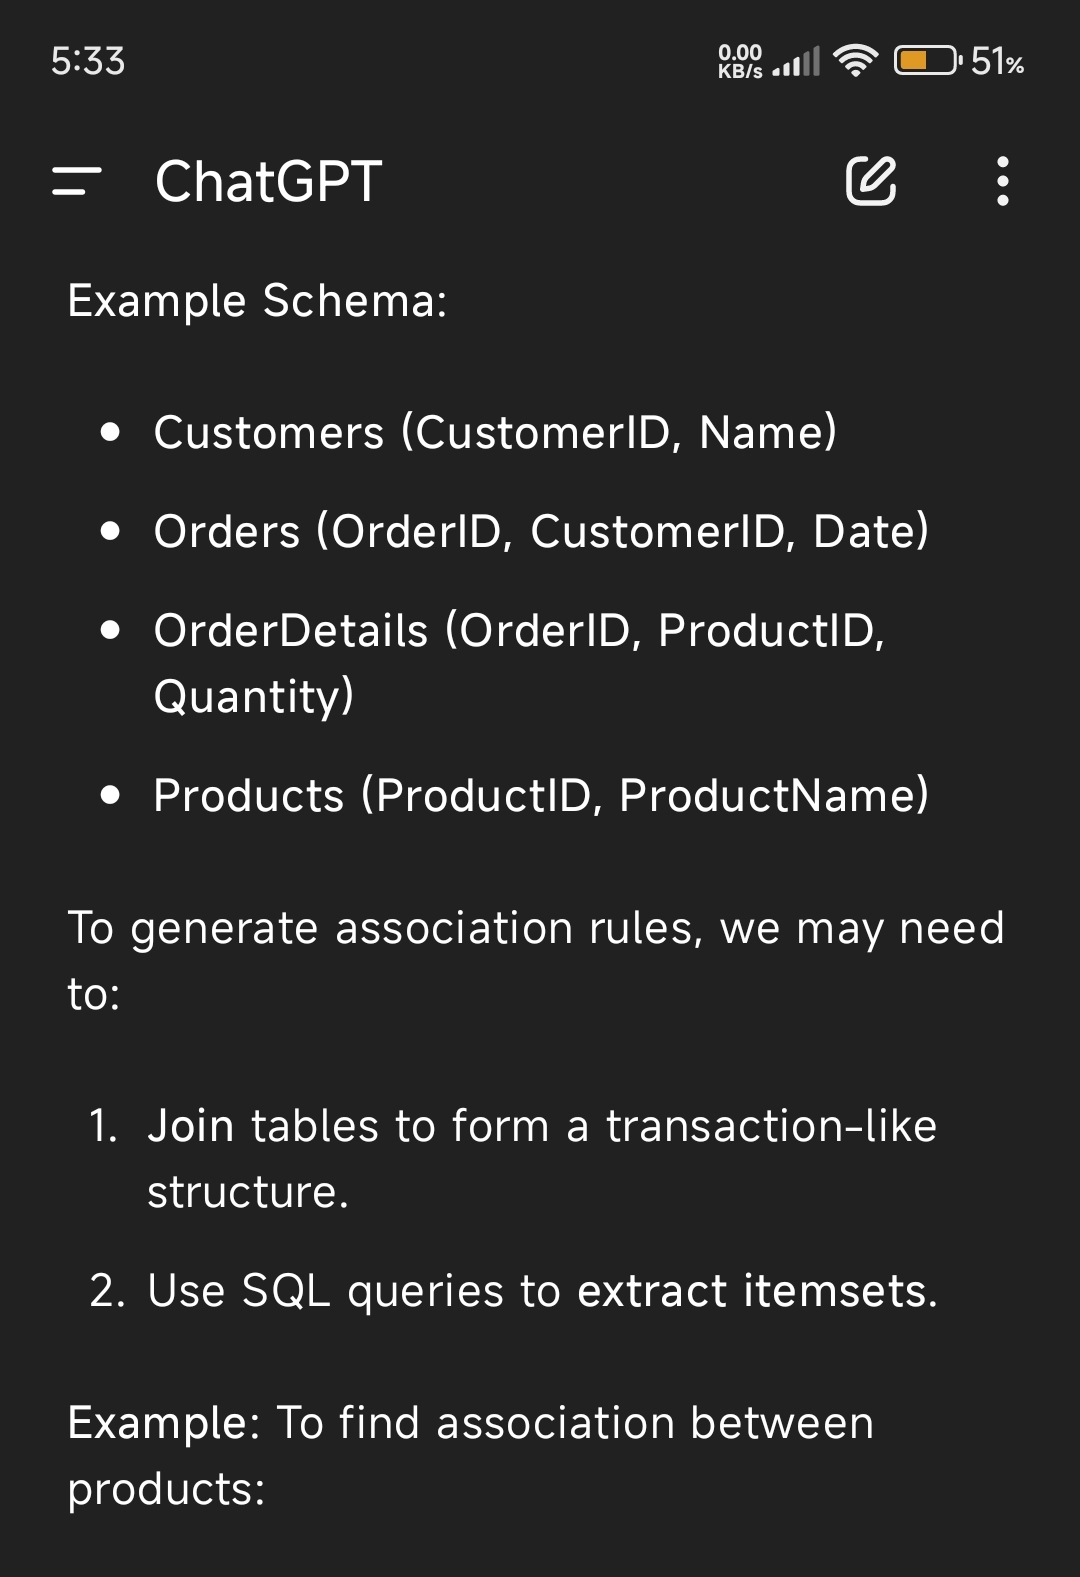 5:33
0.00
KB/s
51%
ChatGPT
Example Schema:
• Customers (CustomerID, Name)
• Orders (OrderID, CustomerID, Date)
• OrderDetails (OrderID, ProductID,
Quantity)
• Products (ProductID, ProductName)
To generate association rules, we may need
to:
1. Join tables to form a transaction-like
structure.
2. Use SQL queries to extract itemsets.
Example: To find association between
products: